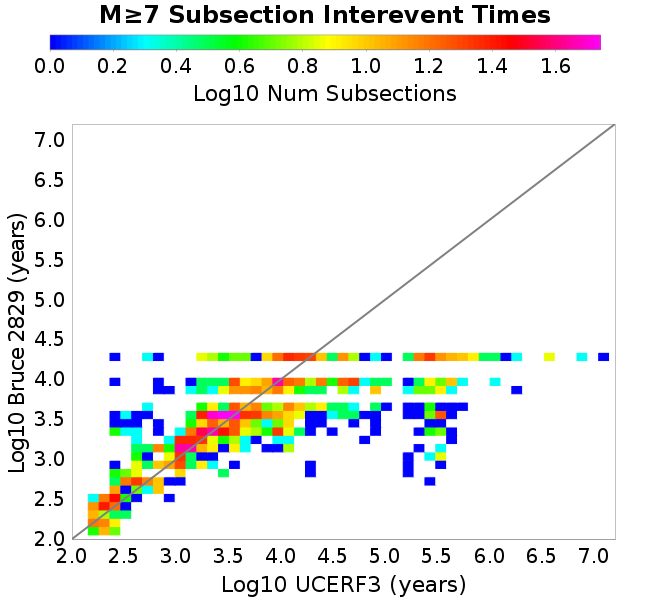 M≥7 Subsection Interevent Times
0.0 0.2 0.4 0.6 0.8 1.0 1.2 1.4 1.6
Log10 Num Subsections
7.0
6.5
6.0
5.5
5.0
4.5
4.0
3.5
3.0
2.5
2.0
Log10 Bruce 2829 (years)
2.0 2.5 3.0 3.5 4.0 4.5 5.0 5.5 6.0 6.5 7.0
Log10 UCERF3 (years)